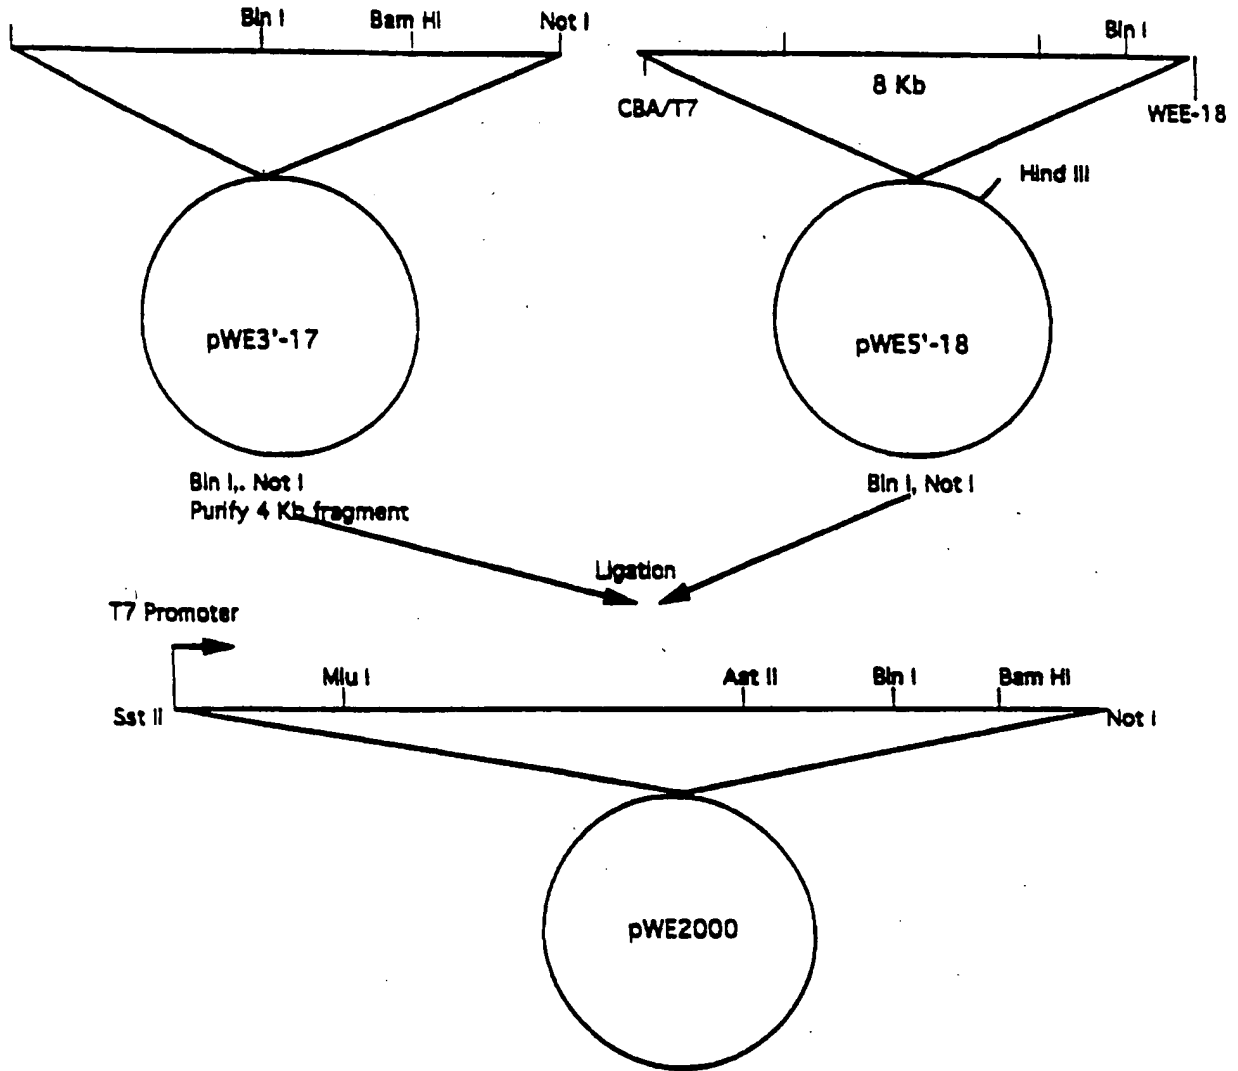 Bln I Bam HI Not I
Bln I
8 Kb
CBA/T7
WEE-18
Hind III
pWE3'-17
pWE5'-18
Bln I,. Not I
Purify 4 Kb fragment
Bln I, Not I
Ligation
T7 Promoter
Mlu I Aat II Bln I Bam HI
Sst II
Not I
pWE2000